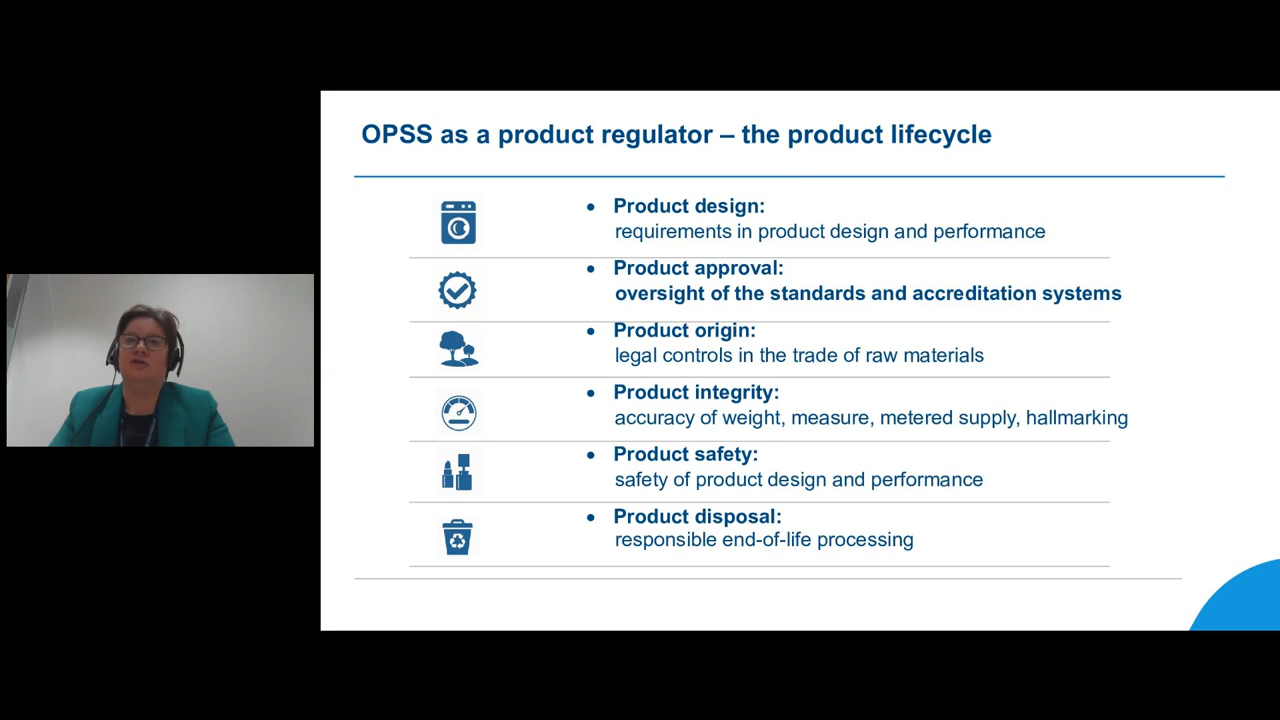 OPSS as a product regulator – the product lifecycle
• Product design:
requirements in product design and performance
• Product approval:
oversight of the standards and accreditation systems
• Product origin:
legal controls in the trade of raw materials
• Product integrity:
accuracy of weight, measure, metered supply, hallmarking
• Product safety:
safety of product design and performance
• Product disposal:
responsible end-of-life processing